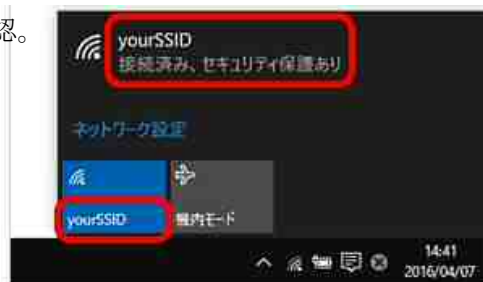 認。
yourSSID
接続済み、セキュリティ保護あり
ネットワーク設定
yourSSID
機内モード
14:41
2016/04/07